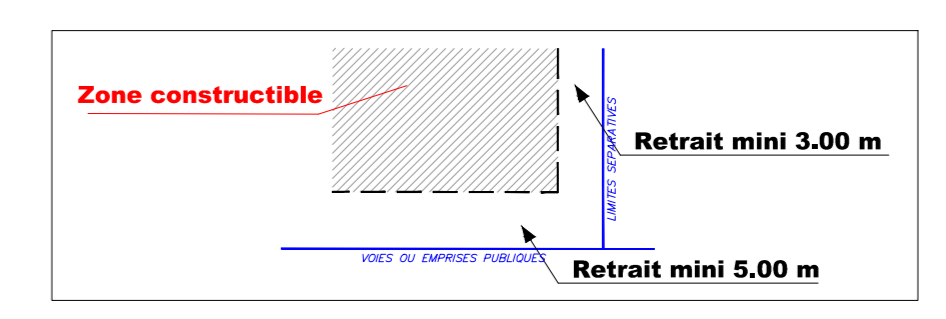 Zone constructible
LIMITES SEPARATIVES
Retrait mini 3.00 m
VOIES OU EMPRISES PUBLIQUES
Retrait mini 5.00 m